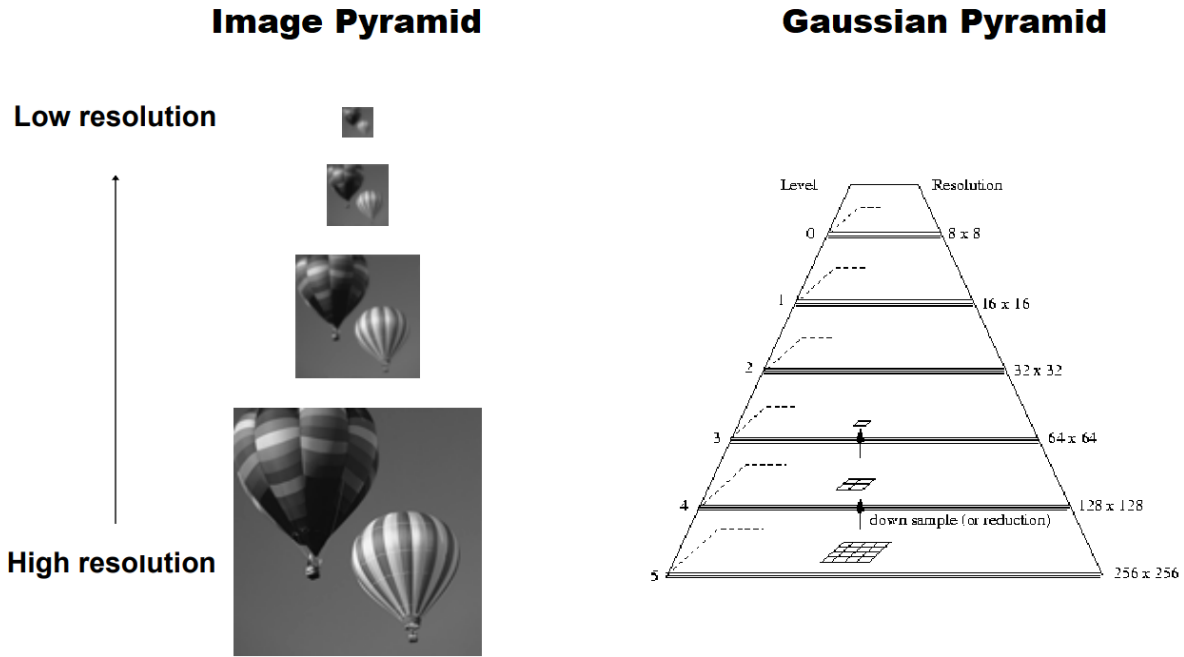 Image Pyramid
Low resolution
High resolution
Gaussian Pyramid
Level Resolution
0 8 x 8
1 16 x 16
2 32 x 32
3 64 x 64
4 128 x 128
down sample (or reduction)
5 256 x 256